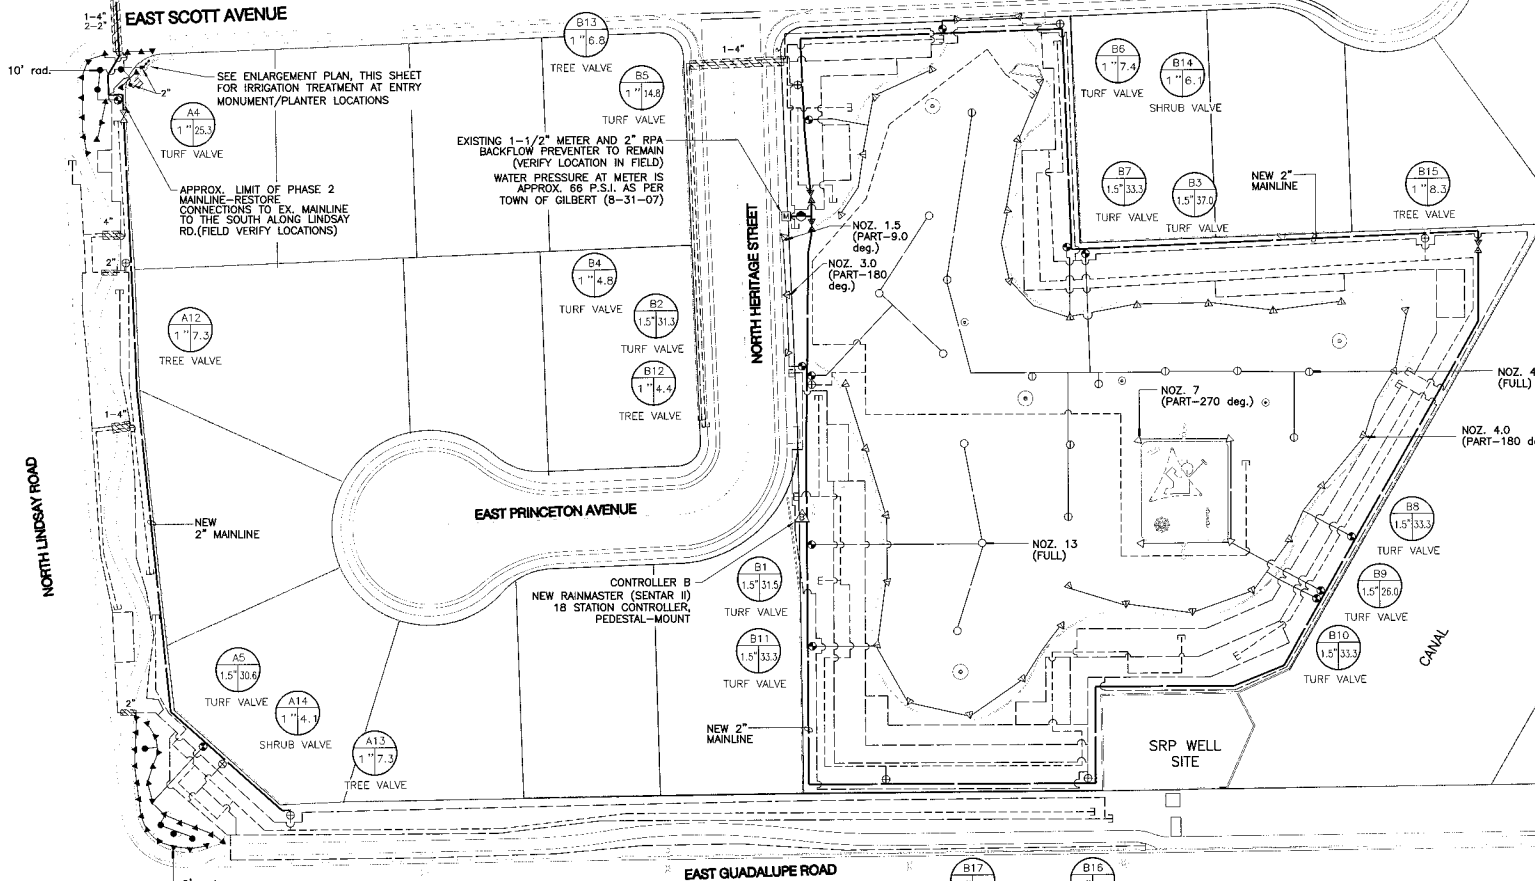 1-4"
2-2"
EAST SCOTT AVENUE
10' rad.
2"
SEE ENLARGEMENT PLAN, THIS SHEET
FOR IRRIGATION TREATMENT AT ENTRY
MONUMENT/PLANTER LOCATIONS
A4
1" 25.3
TURF VALVE
B13
1" 6.8
TREE VALVE
B5
1" 14.8
TURF VALVE
1-4"
B6
1" 7.4
TURF VALVE
B14
1" 6.1
SHRUB VALVE
EXISTING 1-1/2" METER AND 2" RPA
BACKFLOW PREVENTER TO REMAIN
(VERIFY LOCATION IN FIELD)
WATER PRESSURE AT METER IS
APPROX. 66 P.S.I. AS PER
TOWN OF GILBERT (8-31-07)
APPROX. LIMIT OF PHASE 2
MAINLINE-RESTORE
CONNECTIONS TO EX. MAINLINE
TO THE SOUTH ALONG LINDSAY
RD.(FIELD VERIFY LOCATIONS)
4"
2"
B7
1.5" 33.3
TURF VALVE
B3
1.5" 37.0
TURF VALVE
NEW 2"
MAINLINE
B15
1" 8.3
TREE VALVE
M
NOZ. 1.5
(PART-9.0
deg.)
NOZ. 3.0
(PART-180
deg.)
NORTH HERITAGE STREET
B4
1" 4.8
TURF VALVE
B2
1.5" 31.3
TURF VALVE
B12
1" 4.4
TREE VALVE
A12
1" 7.3
TREE VALVE
1-4"
NOZ. 7
(PART-270 deg.)
NOZ. 4
(FULL)
NOZ. 4.0
(PART-180
NORTH LINDSAY ROAD
NEW
2" MAINLINE
EAST PRINCETON AVENUE
NOZ. 13
(FULL)
B8
1.5" 33.3
TURF VALVE
CONTROLLER B
NEW RAINMASTER (SENTAR II)
18 STATION CONTROLLER,
PEDESTAL-MOUNT
B1
1.5" 31.5
TURF VALVE
E
E
E
B9
1.5" 26.0
TURF VALVE
B11
1.5" 33.3
TURF VALVE
B10
1.5" 33.3
TURF VALVE
CANAL
A5
1.5" 30.6
TURF VALVE
2"
A14
1" 4.1
SHRUB VALVE
A13
1" 7.3
TREE VALVE
NEW 2"
MAINLINE
SRP WELL
SITE
EAST GUADALUPE ROAD
B17
B16